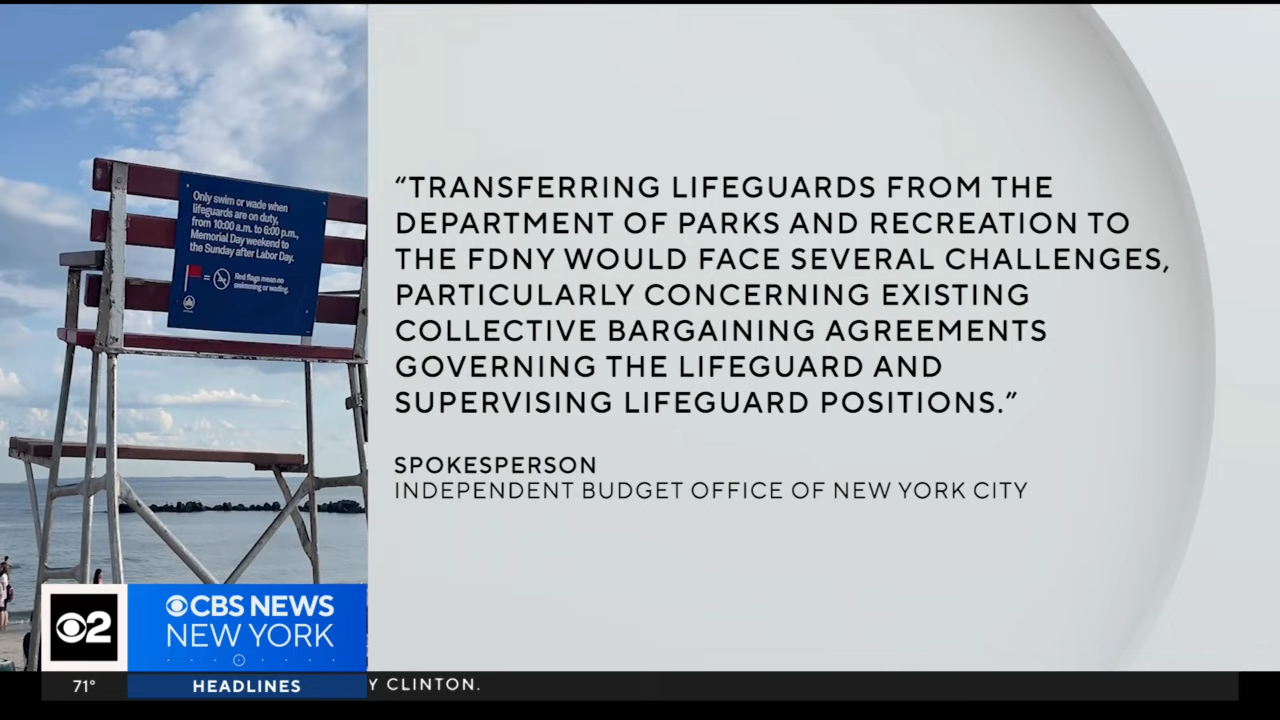 Only swim or wade when
lifeguards are on duty,
from 10:00 a.m. to 6:00 p.m.,
Memorial Day weekend to
the Sunday after Labor Day.
= Red flags mean no
swimming or wading.
“TRANSFERRING LIFEGUARDS FROM THE
DEPARTMENT OF PARKS AND RECREATION TO
THE FDNY WOULD FACE SEVERAL CHALLENGES,
PARTICULARLY CONCERNING EXISTING
COLLECTIVE BARGAINING AGREEMENTS
GOVERNING THE LIFEGUARD AND
SUPERVISING LIFEGUARD POSITIONS.”
SPOKESPERSON
INDEPENDENT BUDGET OFFICE OF NEW YORK CITY
2
CBS NEWS
NEW YORK
71°
HEADLINES
Y CLINTON.